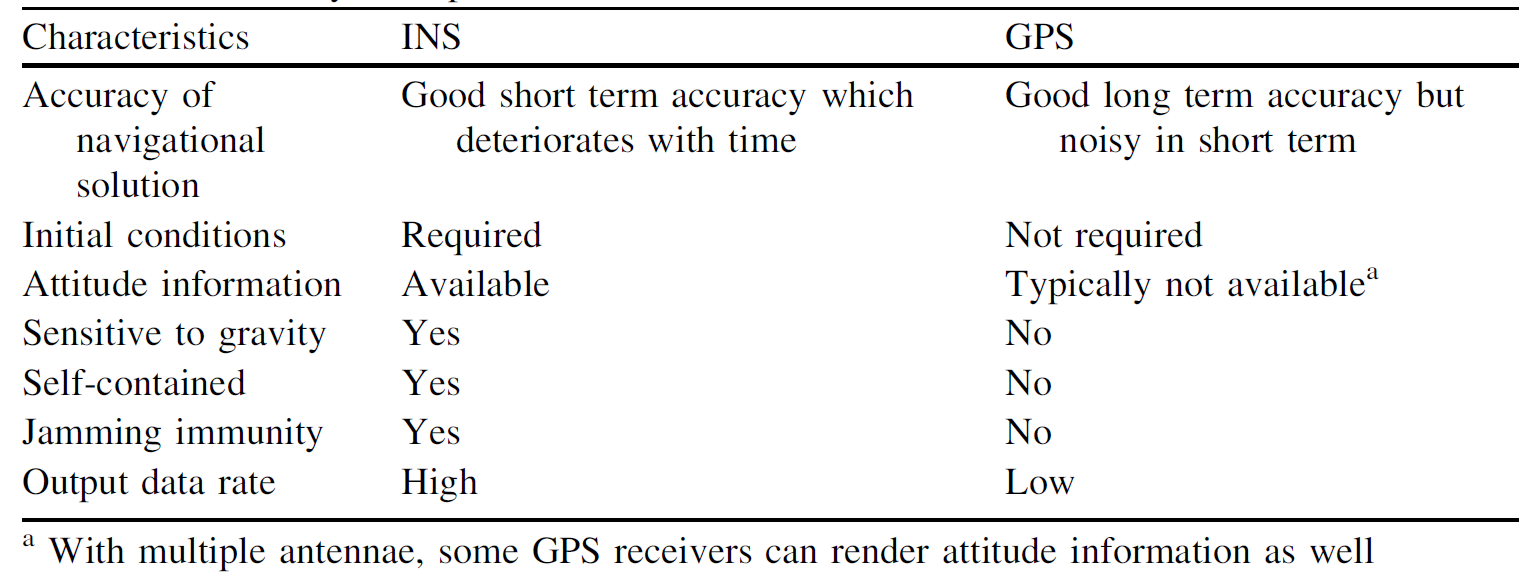 Characteristics INS GPS
Accuracy of Good short term accuracy which Good long term accuracy but
navigational deteriorates with time noisy in short term
solution
Initial conditions Required Not required
Attitude information Available Typically not availableᵃ
Sensitive to gravity Yes No
Self-contained Yes No
Jamming immunity Yes No
Output data rate High Low
ᵃ With multiple antennae, some GPS receivers can render attitude information as well